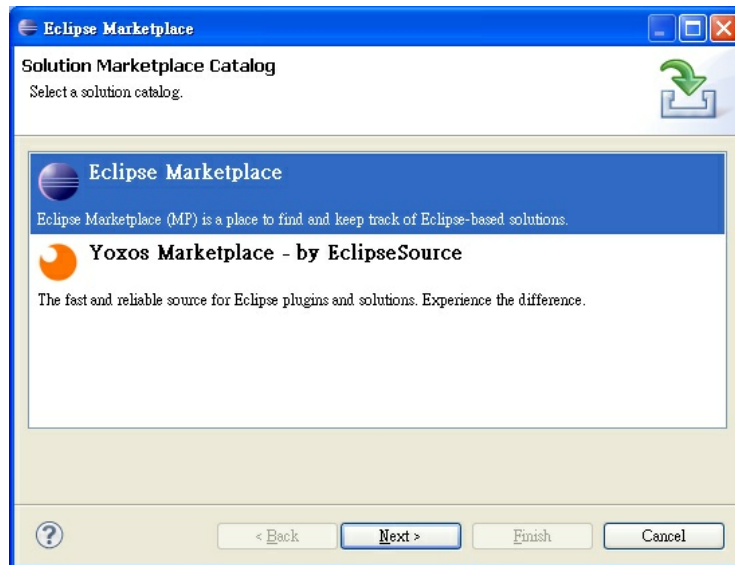 Eclipse Marketplace
Solution Marketplace Catalog
Select a solution catalog.
Eclipse Marketplace
Eclipse Marketplace (MP) is a place to find and keep track of Eclipse-based solutions.
Yoxos Marketplace - by EclipseSource
The fast and reliable source for Eclipse plugins and solutions. Experience the difference.
? < Back Next > Finish Cancel